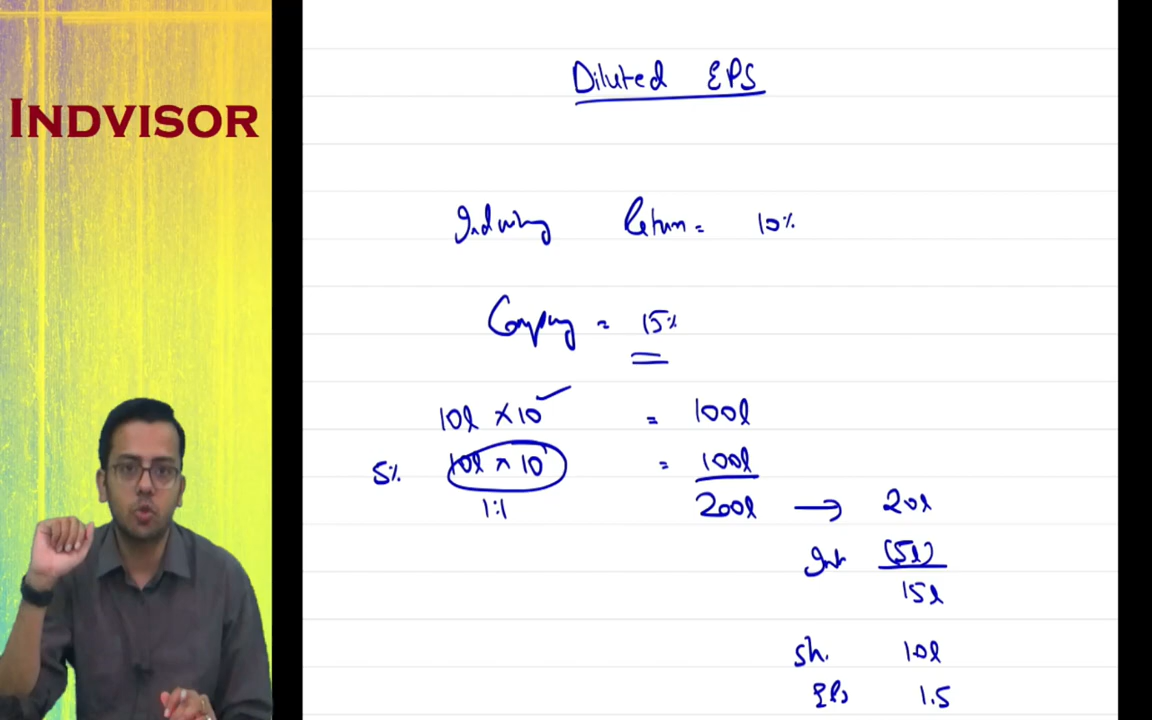 INDVISOR
Diluted EPS
Industry Return = 10%
Company = 15%
10l × 10 ✓ = 100l
5% 10l × 10 = 100l
1:1 200l → 20l
Int (5l)
15l
Sh. 10l
EPS 1.5